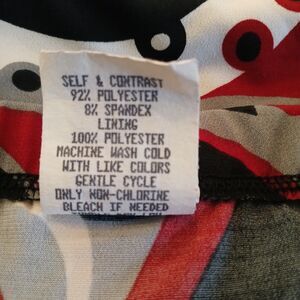 SELF & CONTRAST
92% POLYESTER
8% SPANDEX
LINING
100% POLYESTER
MACHINE WASH COLD
WITH LIKE COLORS
GENTLE CYCLE
ONLY NON-CHLORINE
BLEACH IF NEEDED